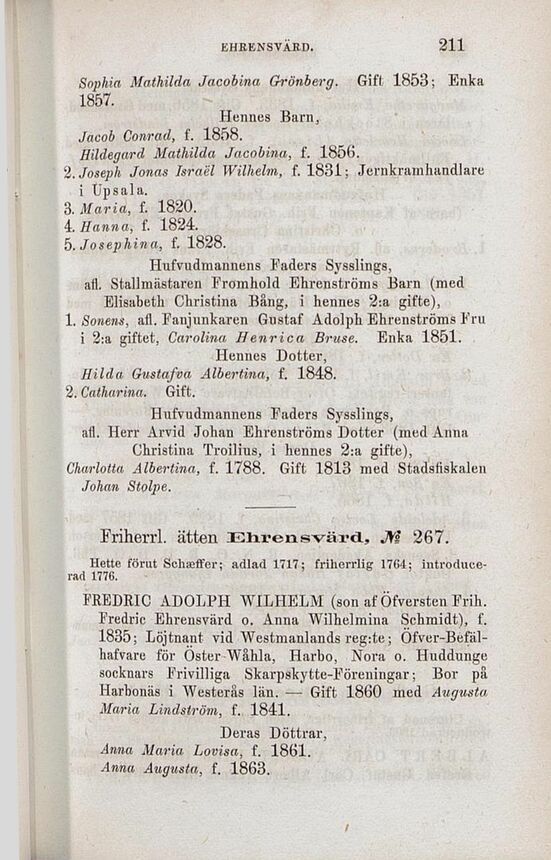 EHRENSVÄRD. 211
Sophia Mathilda Jacobina Grönberg. Gift 1853; Enka
1857.
Hennes Barn,
Jacob Conrad, f. 1858.
Hildegard Mathilda Jacobina, f. 1856.
2. Joseph Jonas Israël Wilhelm, f. 1831; Jernkramhandlare
i Upsala.
3. Maria, f. 1820.
4. Hanna, f. 1824.
5. Josephina, f. 1828.
Hufvudmannens Faders Sysslings,
afl. Stallmästaren Fromhold Ehrenströms Barn (med
Elisabeth Christina Bång, i hennes 2:a gifte),
1. Sonens, afl. Fanjunkaren Gustaf Adolph Ehrenströms Fru
i 2:a giftet, Carolina Henrica Bruse. Enka 1851.
Hennes Dotter,
Hilda Gustafva Albertina, f. 1848.
2. Catharina. Gift.
Hufvudmannens Faders Sysslings,
afl. Herr Arvid Johan Ehrenströms Dotter (med Anna
Christina Troilius, i hennes 2:a gifte),
Charlotta Albertina, f. 1788. Gift 1813 med Stadsfiskalen
Johan Stolpe.
Friherrl. ätten Ehrensvärd, № 267.
Hette förut Schæffer; adlad 1717; friherrlig 1764; introduce-
rad 1776.
FREDRIC ADOLPH WILHELM (son af Öfversten Frih.
Fredric Ehrensvärd o. Anna Wilhelmina Schmidt), f.
1835; Löjtnant vid Westmanlands reg:te; Öfver-Befäl-
hafvare för Öster-Wåhla, Harbo, Nora o. Huddunge
socknars Frivilliga Skarpskytte-Föreningar; Bor på
Harbonäs i Westerås län. — Gift 1860 med Augusta
Maria Lindström, f. 1841.
Deras Döttrar,
Anna Maria Lovisa, f. 1861.
Anna Augusta, f. 1863.